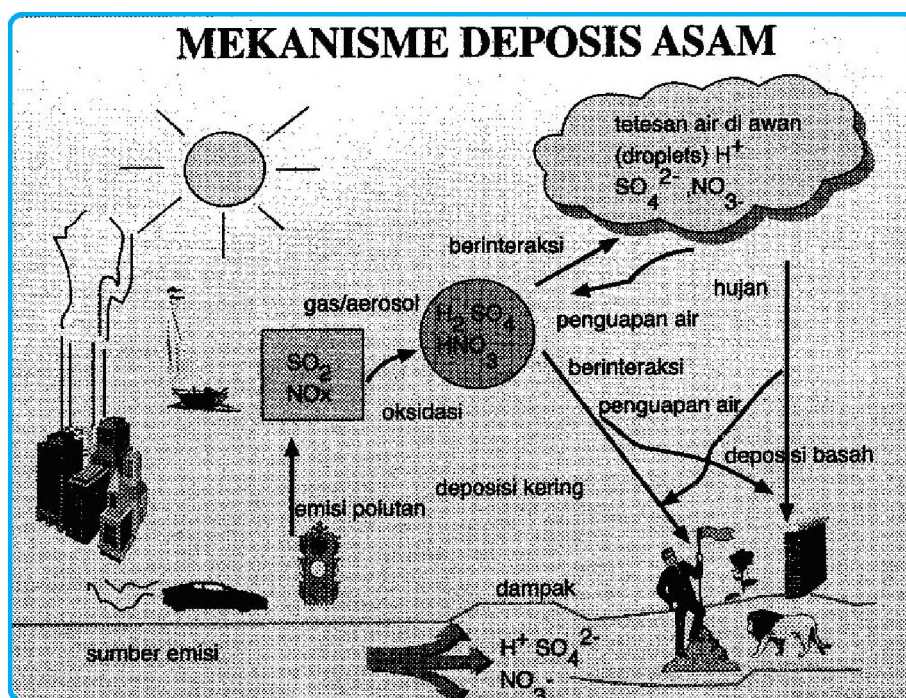 MEKANISME DEPOSIS ASAM
tetesan air di awan
(droplets) H⁺
SO₄²⁻ ,NO₃-
berinteraksi
hujan
gas/aerosol
H₂SO₄
HNO₃
penguapan air
SO₂
NOx
berinteraksi
oksidasi
penguapan air
deposisi basah
deposisi kering
emisi polutan
dampak
sumber emisi
H⁺ SO₄²⁻
NO₃-